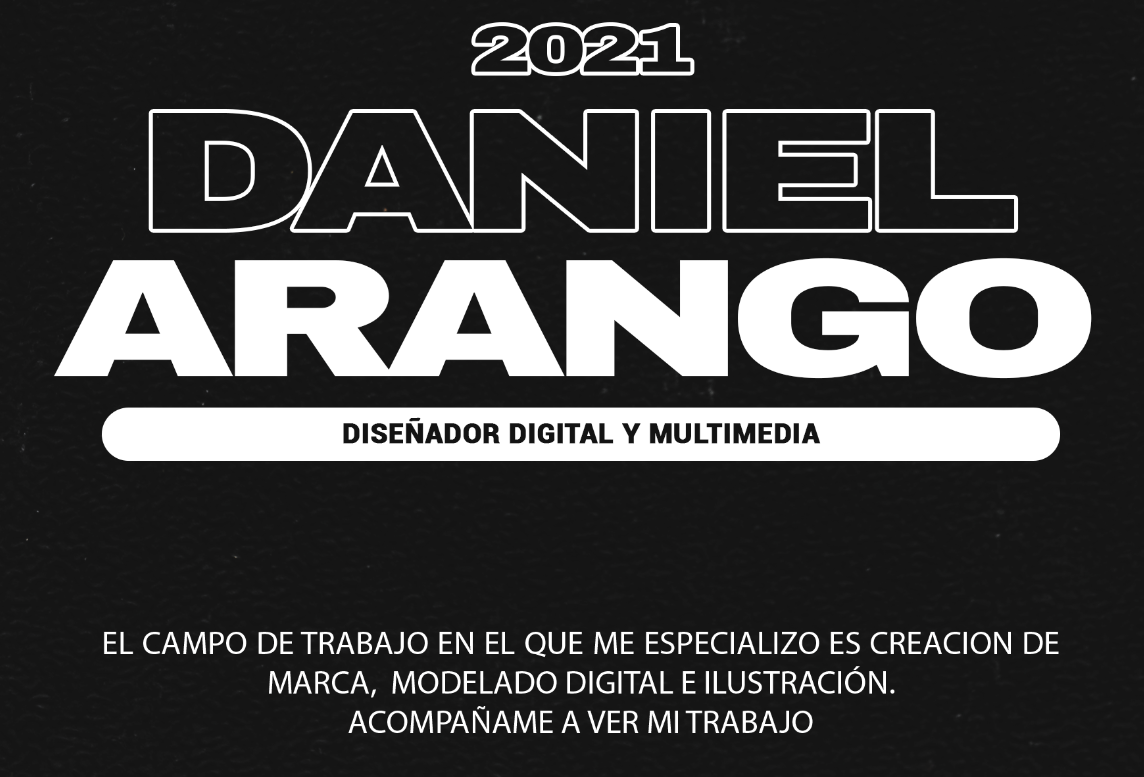 2021
DANIEL
ARANGO
DISEÑADOR DIGITAL Y MULTIMEDIA
EL CAMPO DE TRABAJO EN EL QUE ME ESPECIALIZO ES CREACION DE
MARCA, MODELADO DIGITAL E ILUSTRACIÓN.
ACOMPAÑAME A VER MI TRABAJO